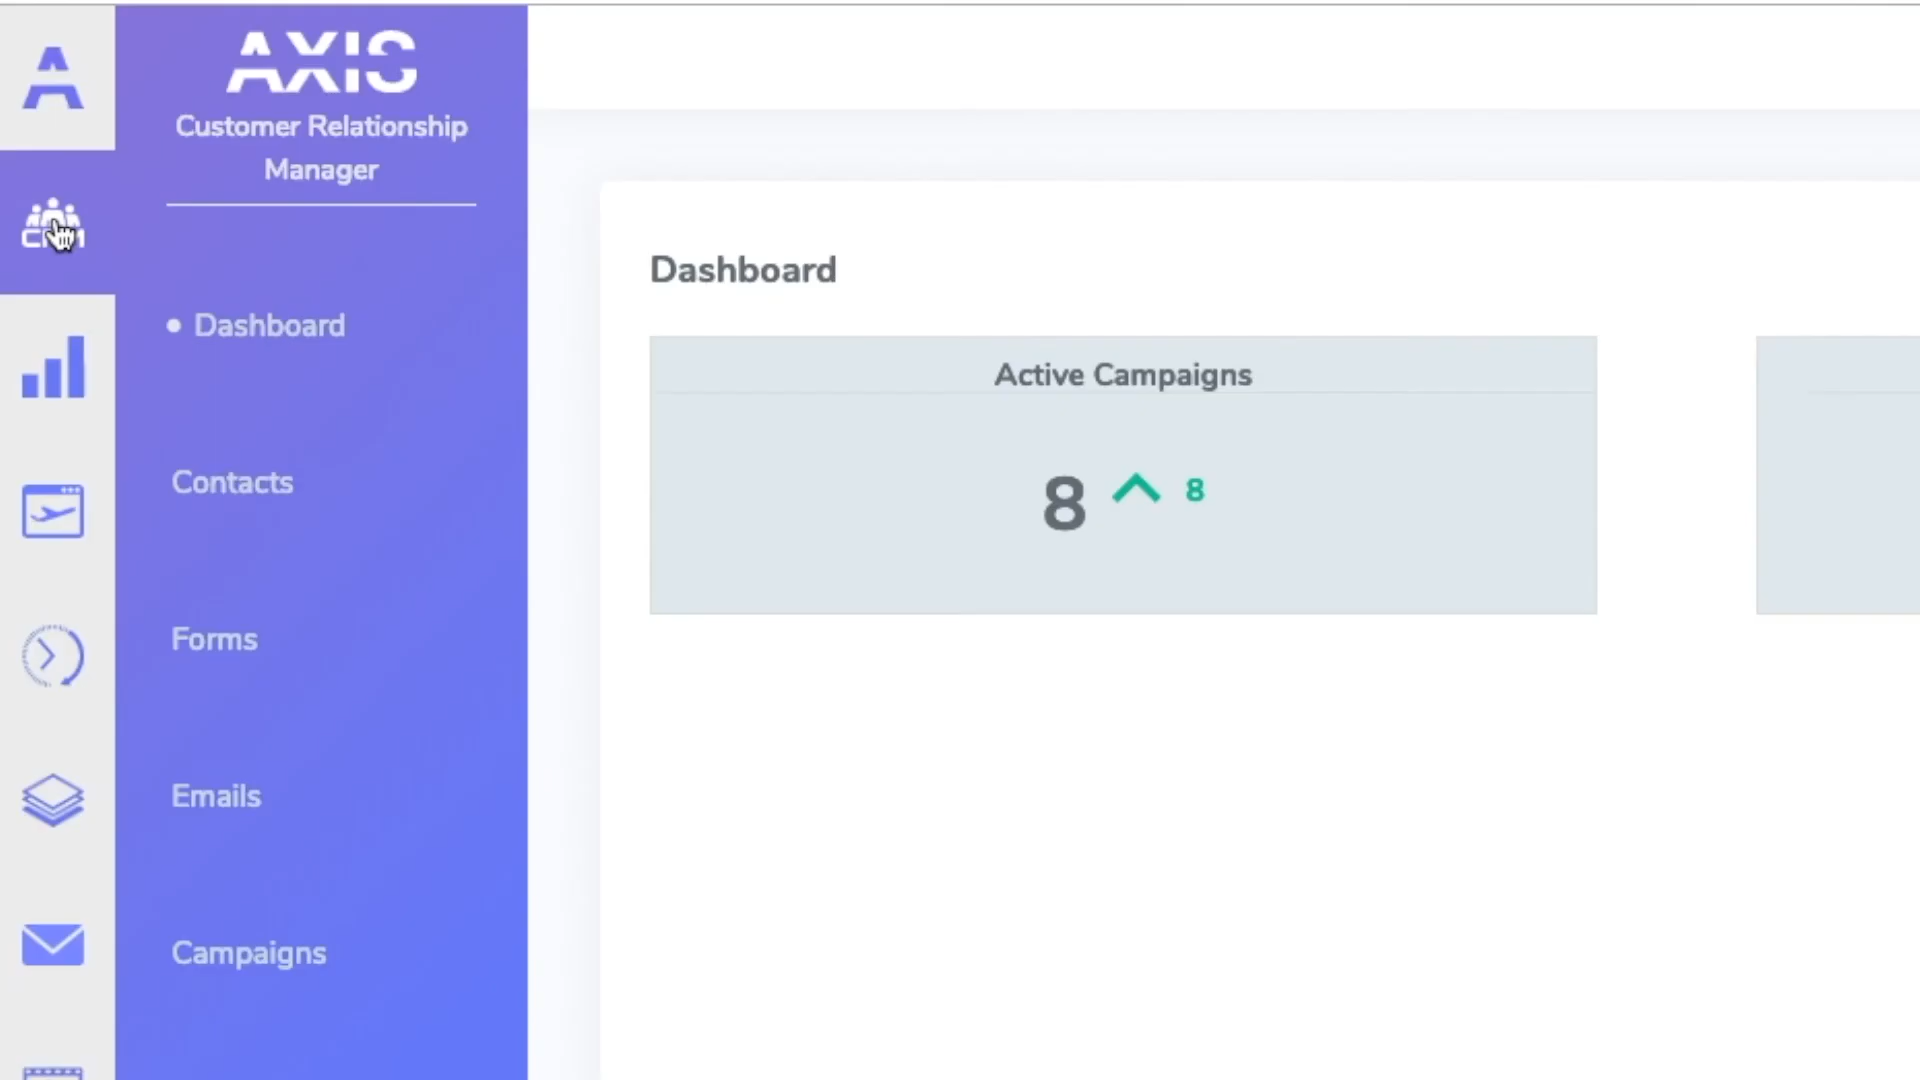 AXIS
Customer Relationship
Manager
Dashboard
Contacts
Forms
Emails
Campaigns
Dashboard
Active Campaigns
8 8